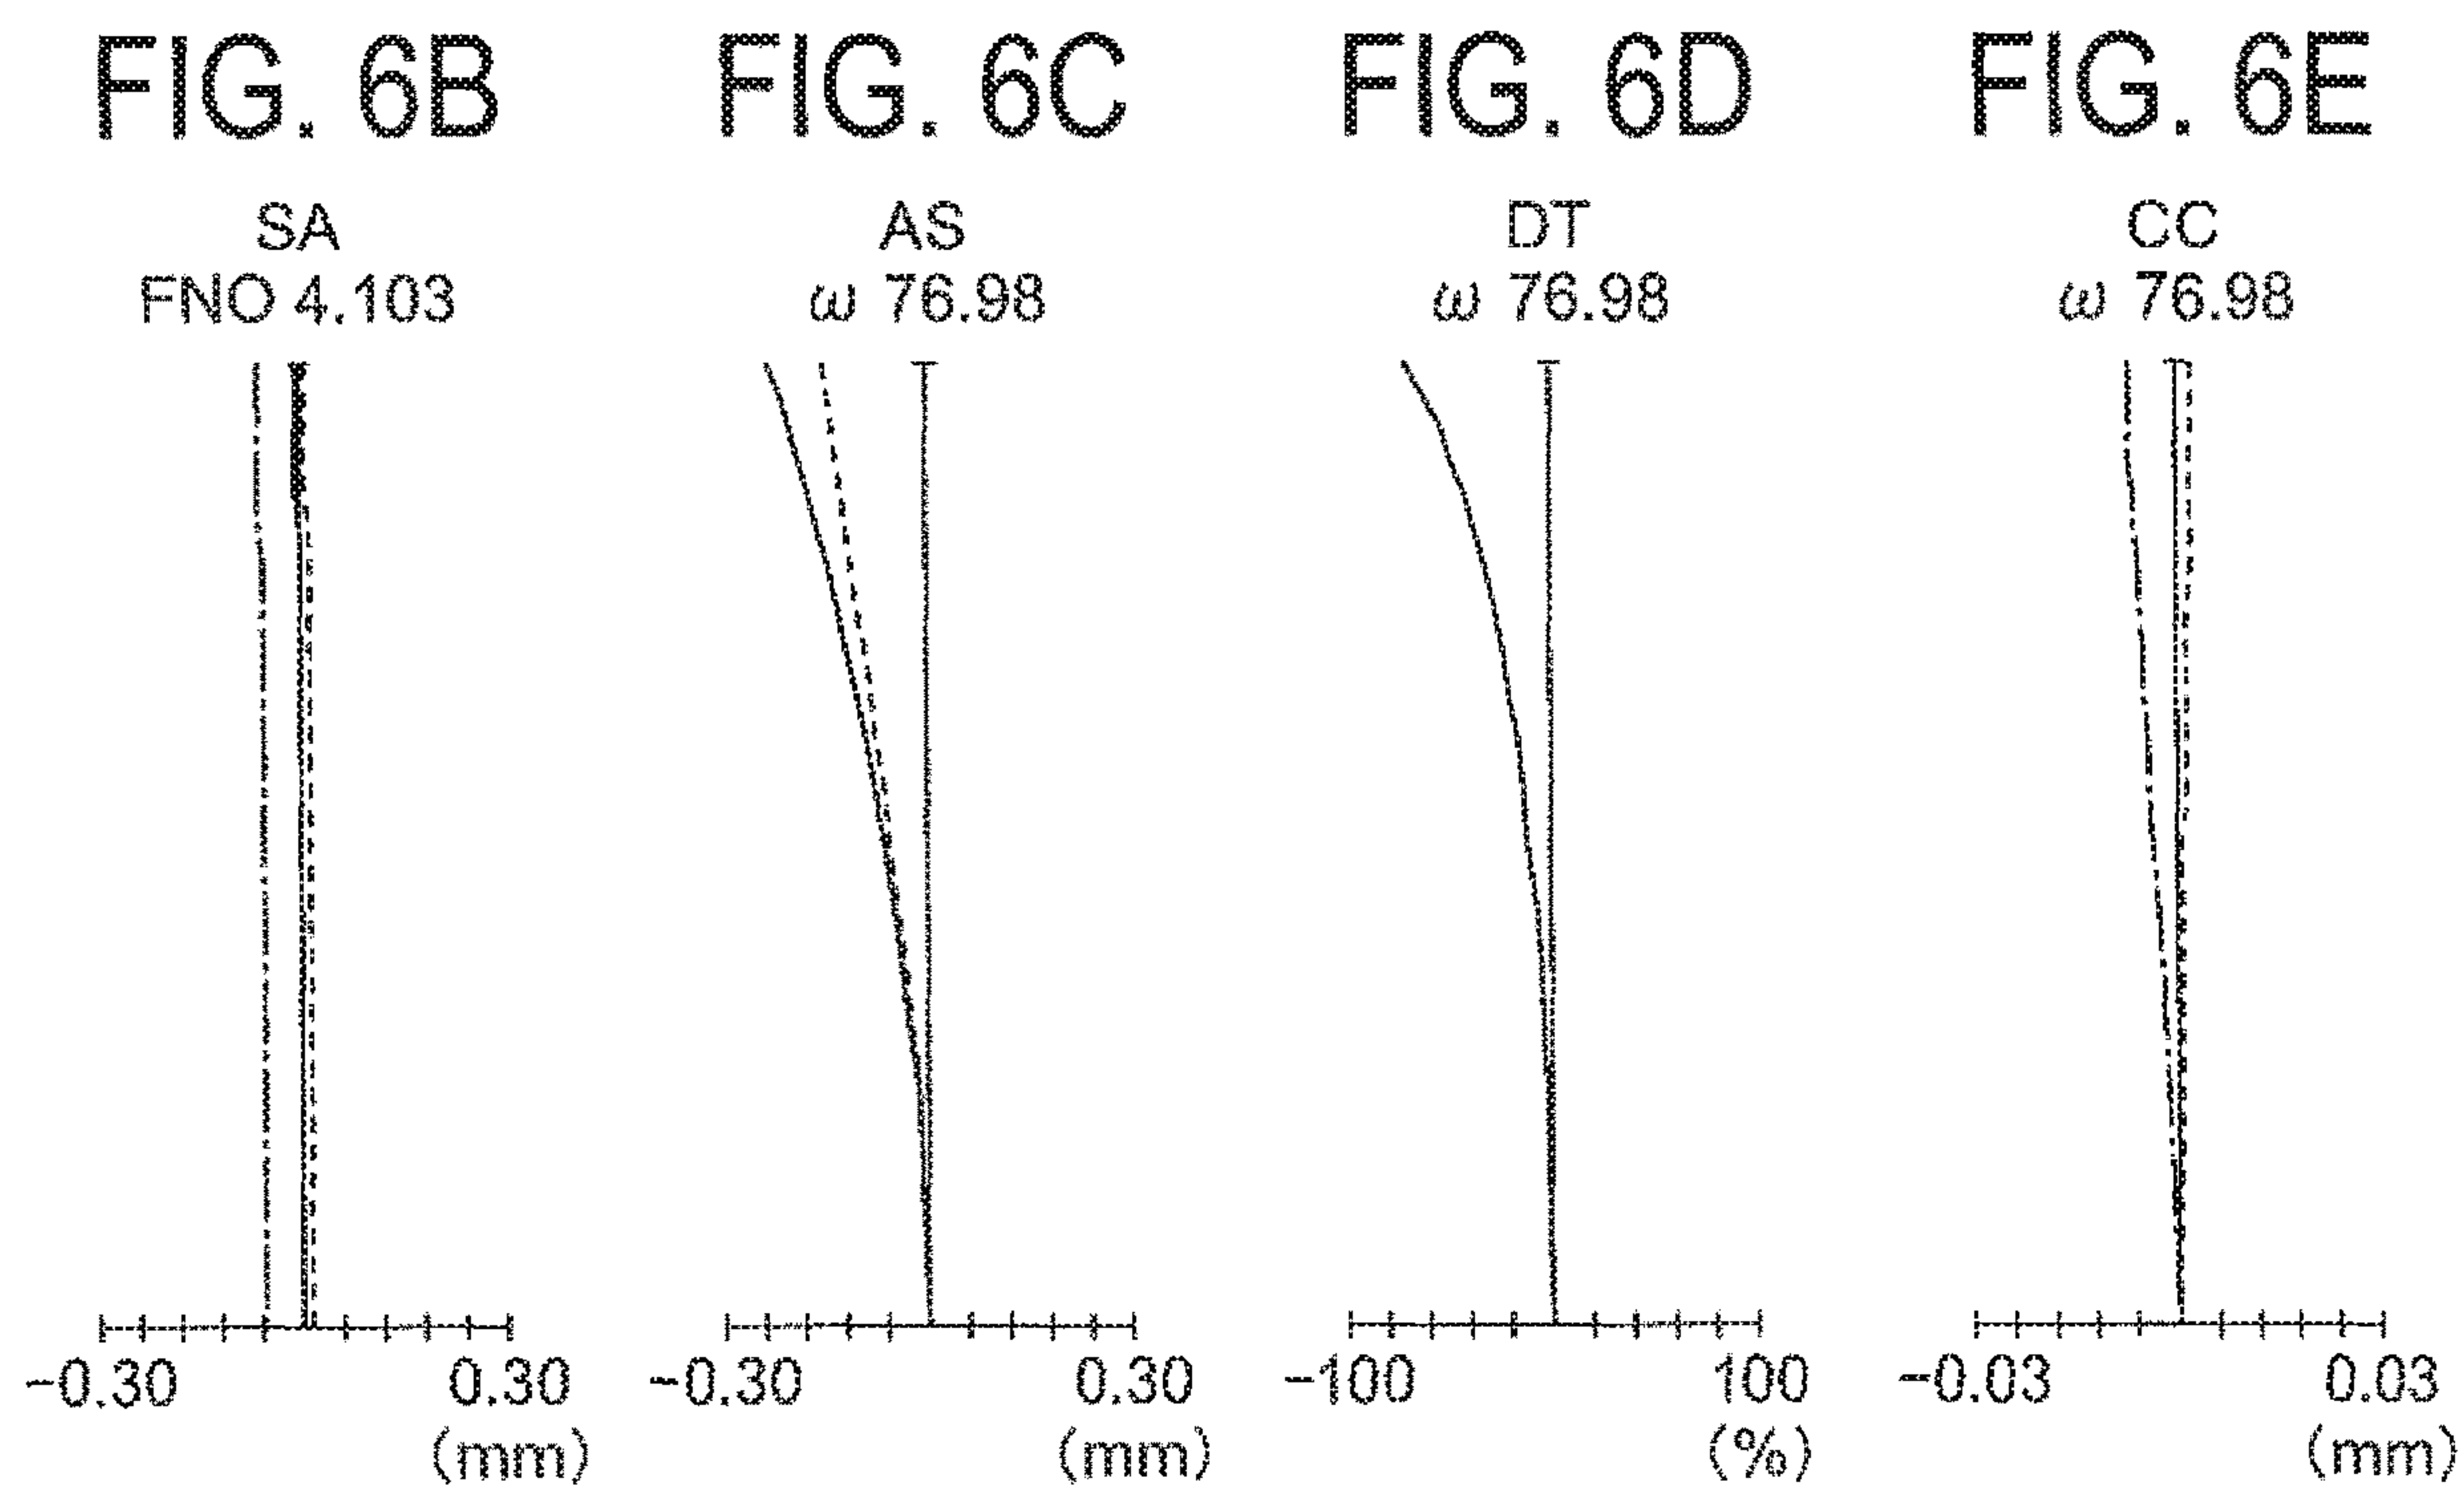 FIG. 6B FIG. 6C FIG. 6D FIG. 6E
SA AS DT CC
FNO 4.103 ω 76.98 ω 76.98 ω 76.98
−0.30 0.30 −0.30 0.30 −100 100 −0.03 0.03
(mm) (mm) (%) (mm)